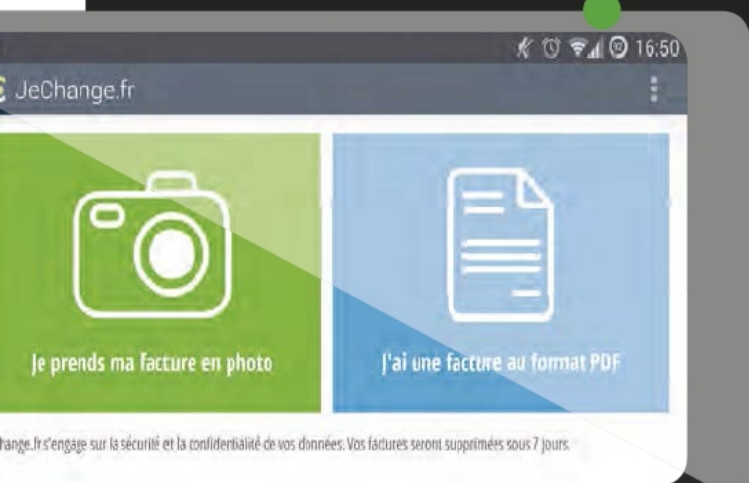 16:50
JeChange.fr
Je prends ma facture en photo
J'ai une facture au format PDF
hange.fr s'engage sur la sécurité et la confidentialité de vos données. Vos factures seront supprimées sous 7 jours.